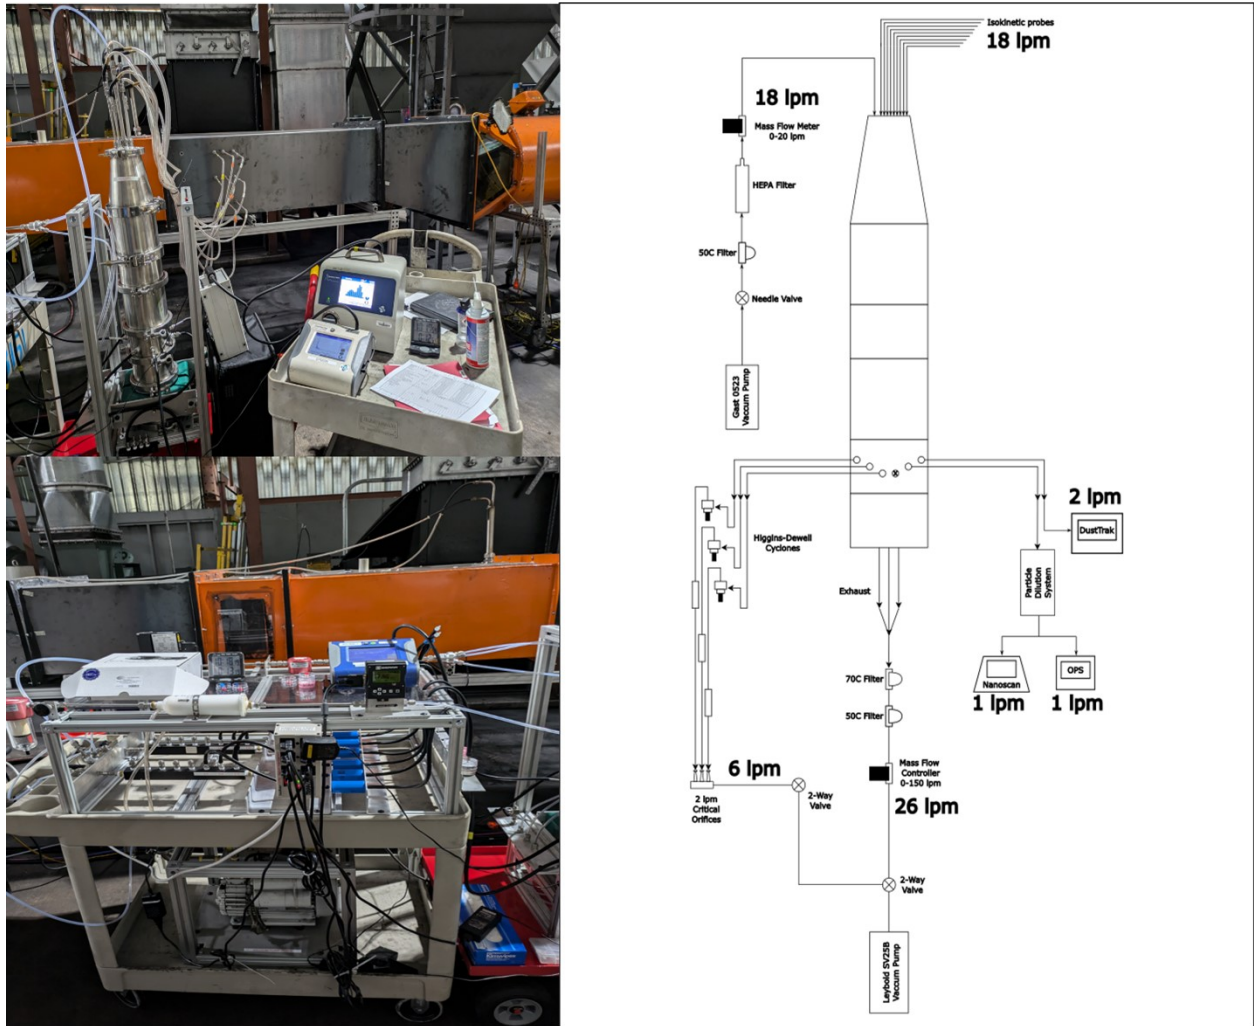 Isokinetic probes
18 lpm
18 lpm
Mass Flow Meter
0-20 lpm
HEPA Filter
50C Filter
Needle Valve
Gast 0523
Vaccum Pump
2 lpm
DustTrak
Higgins-Dewell
Cyclones
Particle
Dilution
System
Exhaust
Nanoscan
OPS
1 lpm
1 lpm
70C Filter
50C Filter
Mass Flow
Controller
0-150 lpm
26 lpm
6 lpm
2-Way
Valve
2 lpm
Critical
Orifices
2-Way
Valve
Leybold SV25B
Vaccum Pump